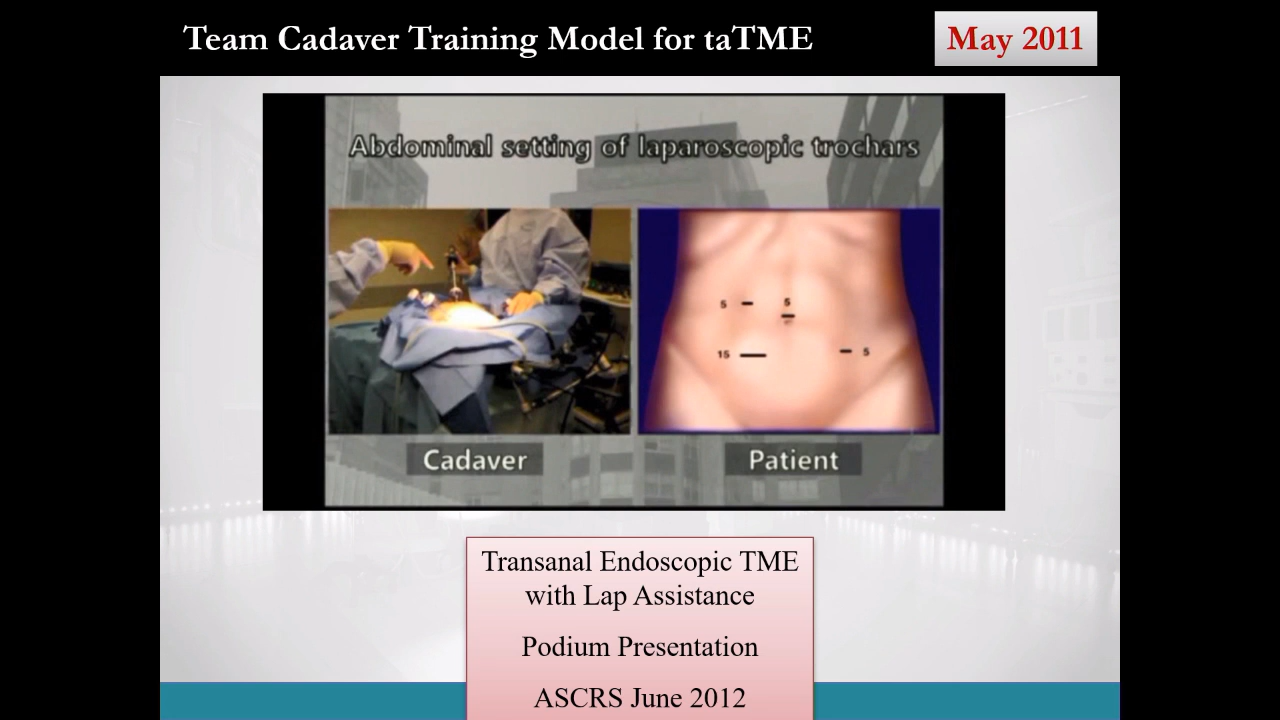 Team Cadaver Training Model for taTME
May 2011
Abdominal setting of laparoscopic trochars
5
5
15
5
Cadaver
Patient
Transanal Endoscopic TME
with Lap Assistance
Podium Presentation
ASCRS June 2012